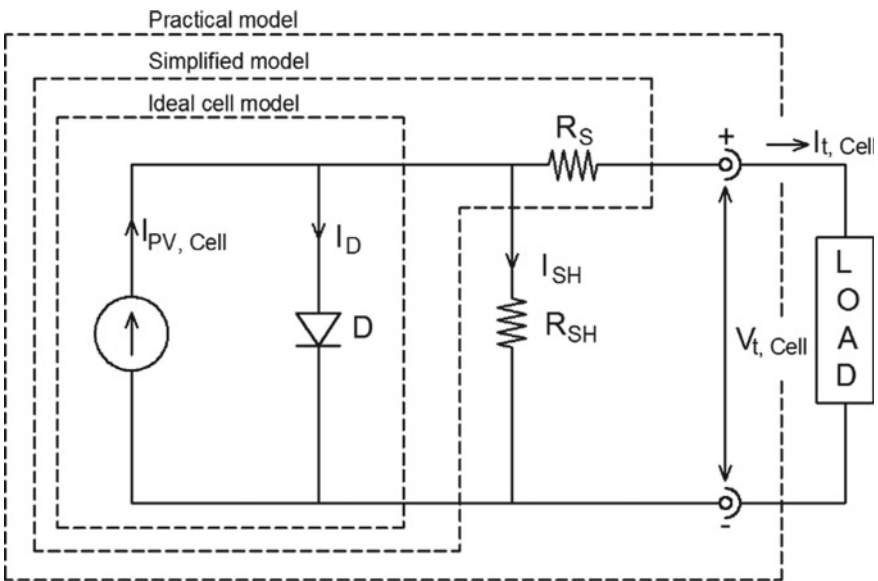 Practical model
Simplified model
Ideal cell model
R_S
+
I_t, Cell
I_PV, Cell
I_D
I_SH
D
R_SH
V_t, Cell
L
O
A
D
-